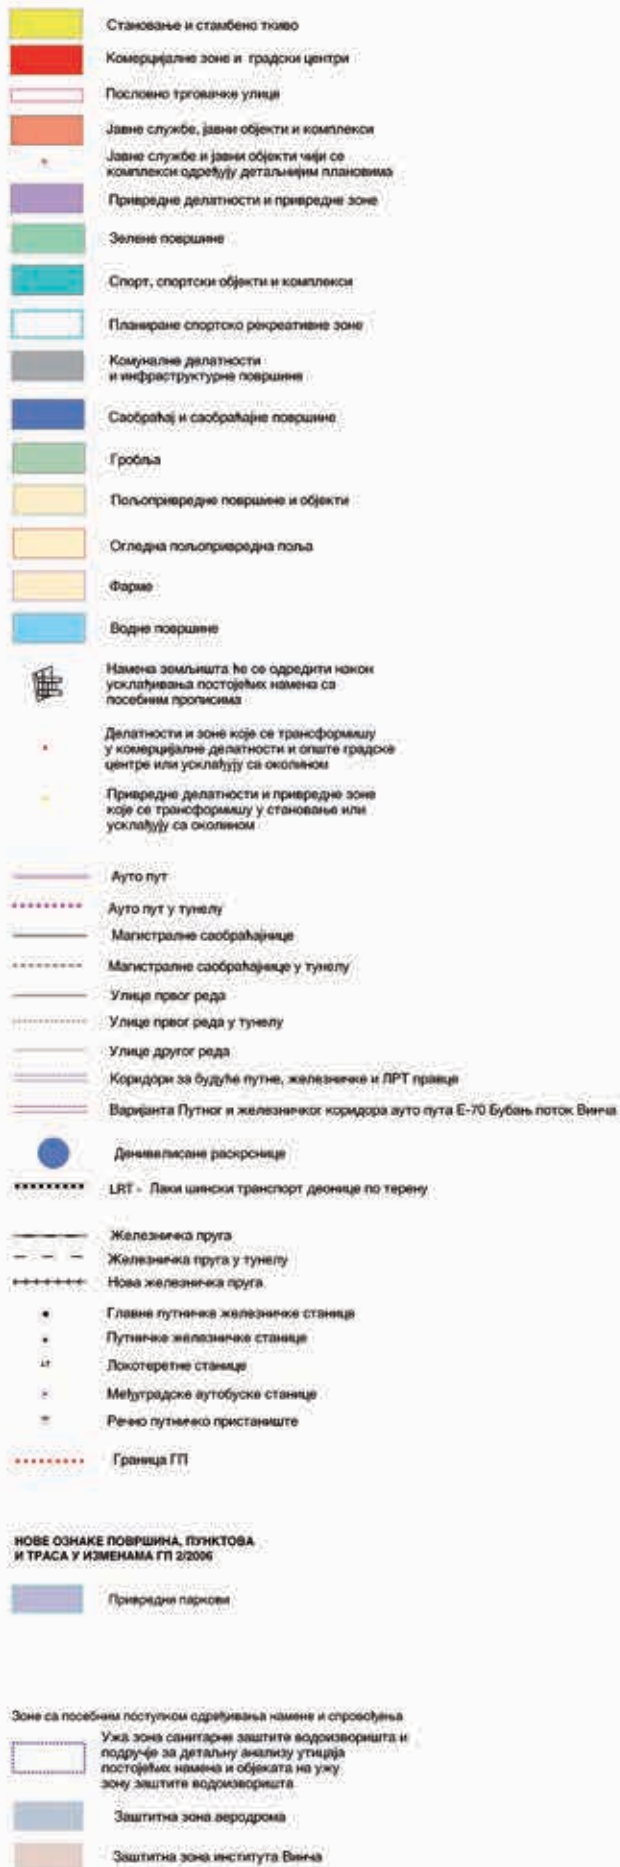 Становање и стамбено ткиво
Комерцијалне зоне и градски центри
Пословно трговачке улице
Јавне службе, јавни објекти и комплекси
Јавне службе и јавни објекти чији се
комплекси одређују детаљнијим плановима
Привредне делатности и привредне зоне
Зелене површине
Спорт, спортски објекти и комплекси
Планиране спортско рекреативне зоне
Комуналне делатности
и инфраструктурне површине
Саобраћај и саобраћајне површине
Гробља
Пољопривредне површине и објекти
Огледна пољопривредна поља
Фарме
Водне површине
Намена земљишта ће се одредити након
усклађивања постојећих намена са
посебним прописима
Делатности и зоне које се трансформишу
у комерцијалне делатности и опште градске
центре или усклађују са околином
Привредне делатности и привредне зоне
које се трансформишу у становање или
усклађују са околином
Ауто пут
Ауто пут у тунелу
Магистралне саобраћајнице
Магистралне саобраћајнице у тунелу
Улице првог реда
Улице првог реда у тунелу
Улице другог реда
Коридори за будуће путне, железничке и ЛРТ правце
Варијанта Путног и железничког коридора ауто пута Е-70 Бубањ поток Винча
Денивелисане раскрснице
LRT - Лаки шински транспорт деонице по терену
Железничка пруга
Железничка пруга у тунелу
Нова железничка пруга
Главне путничке железничке станице
Путничке железничке станице
Локотеретне станице
Међуградске аутобуске станице
Речно путничко пристаниште
Граница ГП
НОВЕ ОЗНАКЕ ПОВРШИНА, ПУНКТОВА
И ТРАСА У ИЗМЕНАМА ГП 2/2006
Привредни паркови
Зоне са посебним поступком одређивања намене и спровођења
Ужа зона санитарне заштите водоизворишта и
подручје за детаљну анализу утицаја
постојећих намена и објеката на ужу
зону заштите водоизворишта
Заштитна зона аеродрома
Заштитна зона института Винча